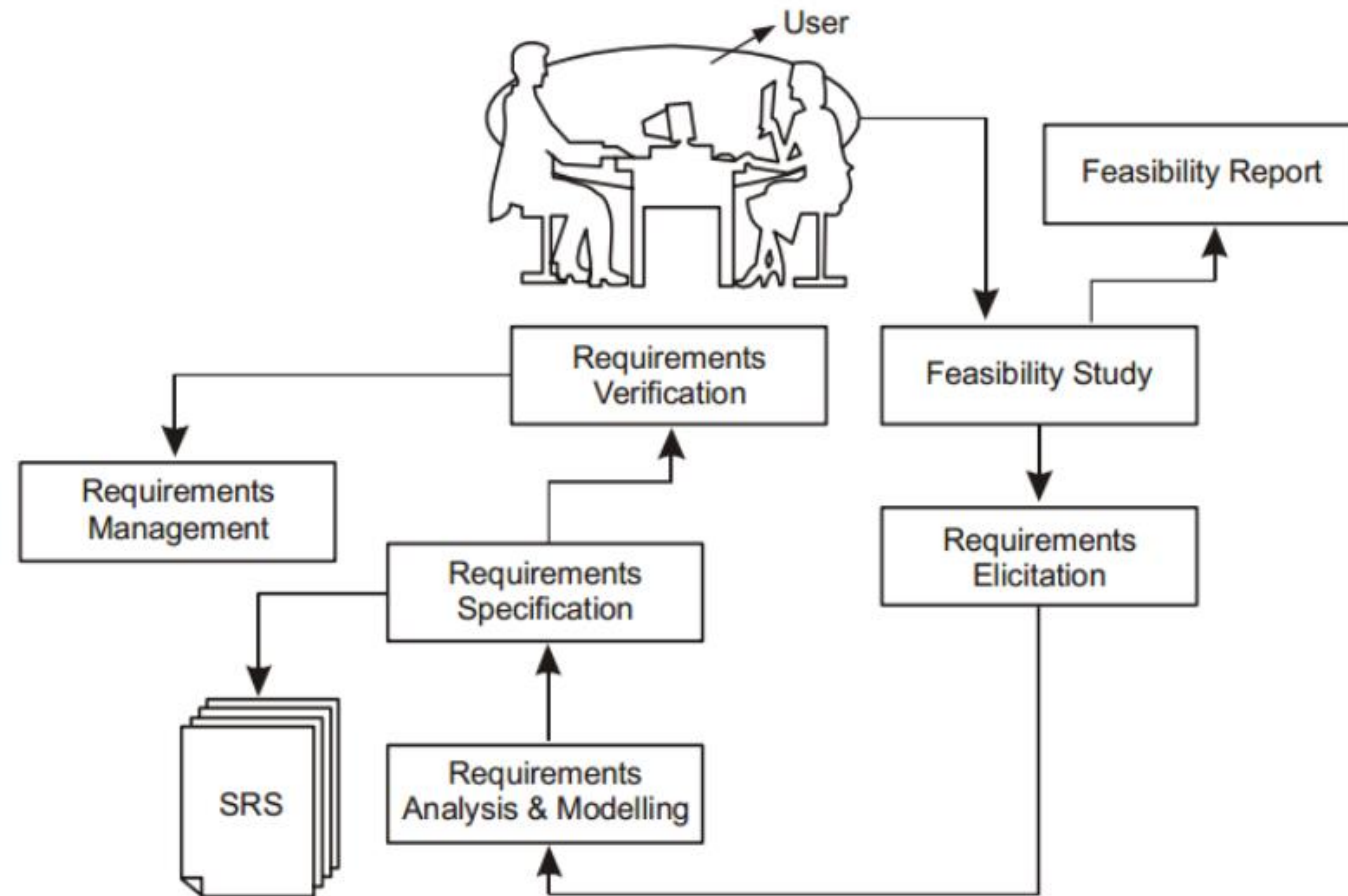 User
Feasibility Report
Requirements
Verification
Feasibility Study
Requirements
Management
Requirements
Elicitation
Requirements
Specification
Requirements
Analysis & Modelling
SRS